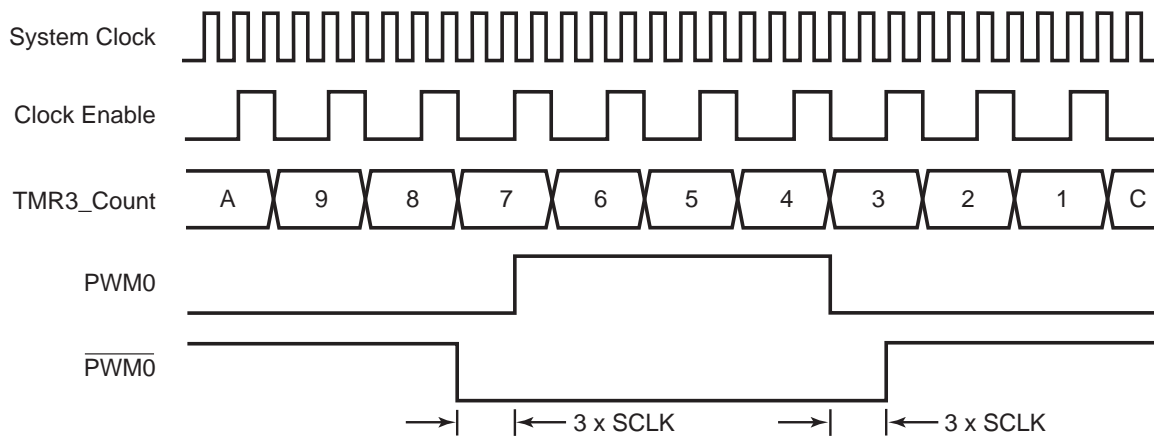 System Clock
Clock Enable
TMR3_Count A 9 8 7 6 5 4 3 2 1 C
PWM0
P̅W̅M̅0̅
3 x SCLK 3 x SCLK